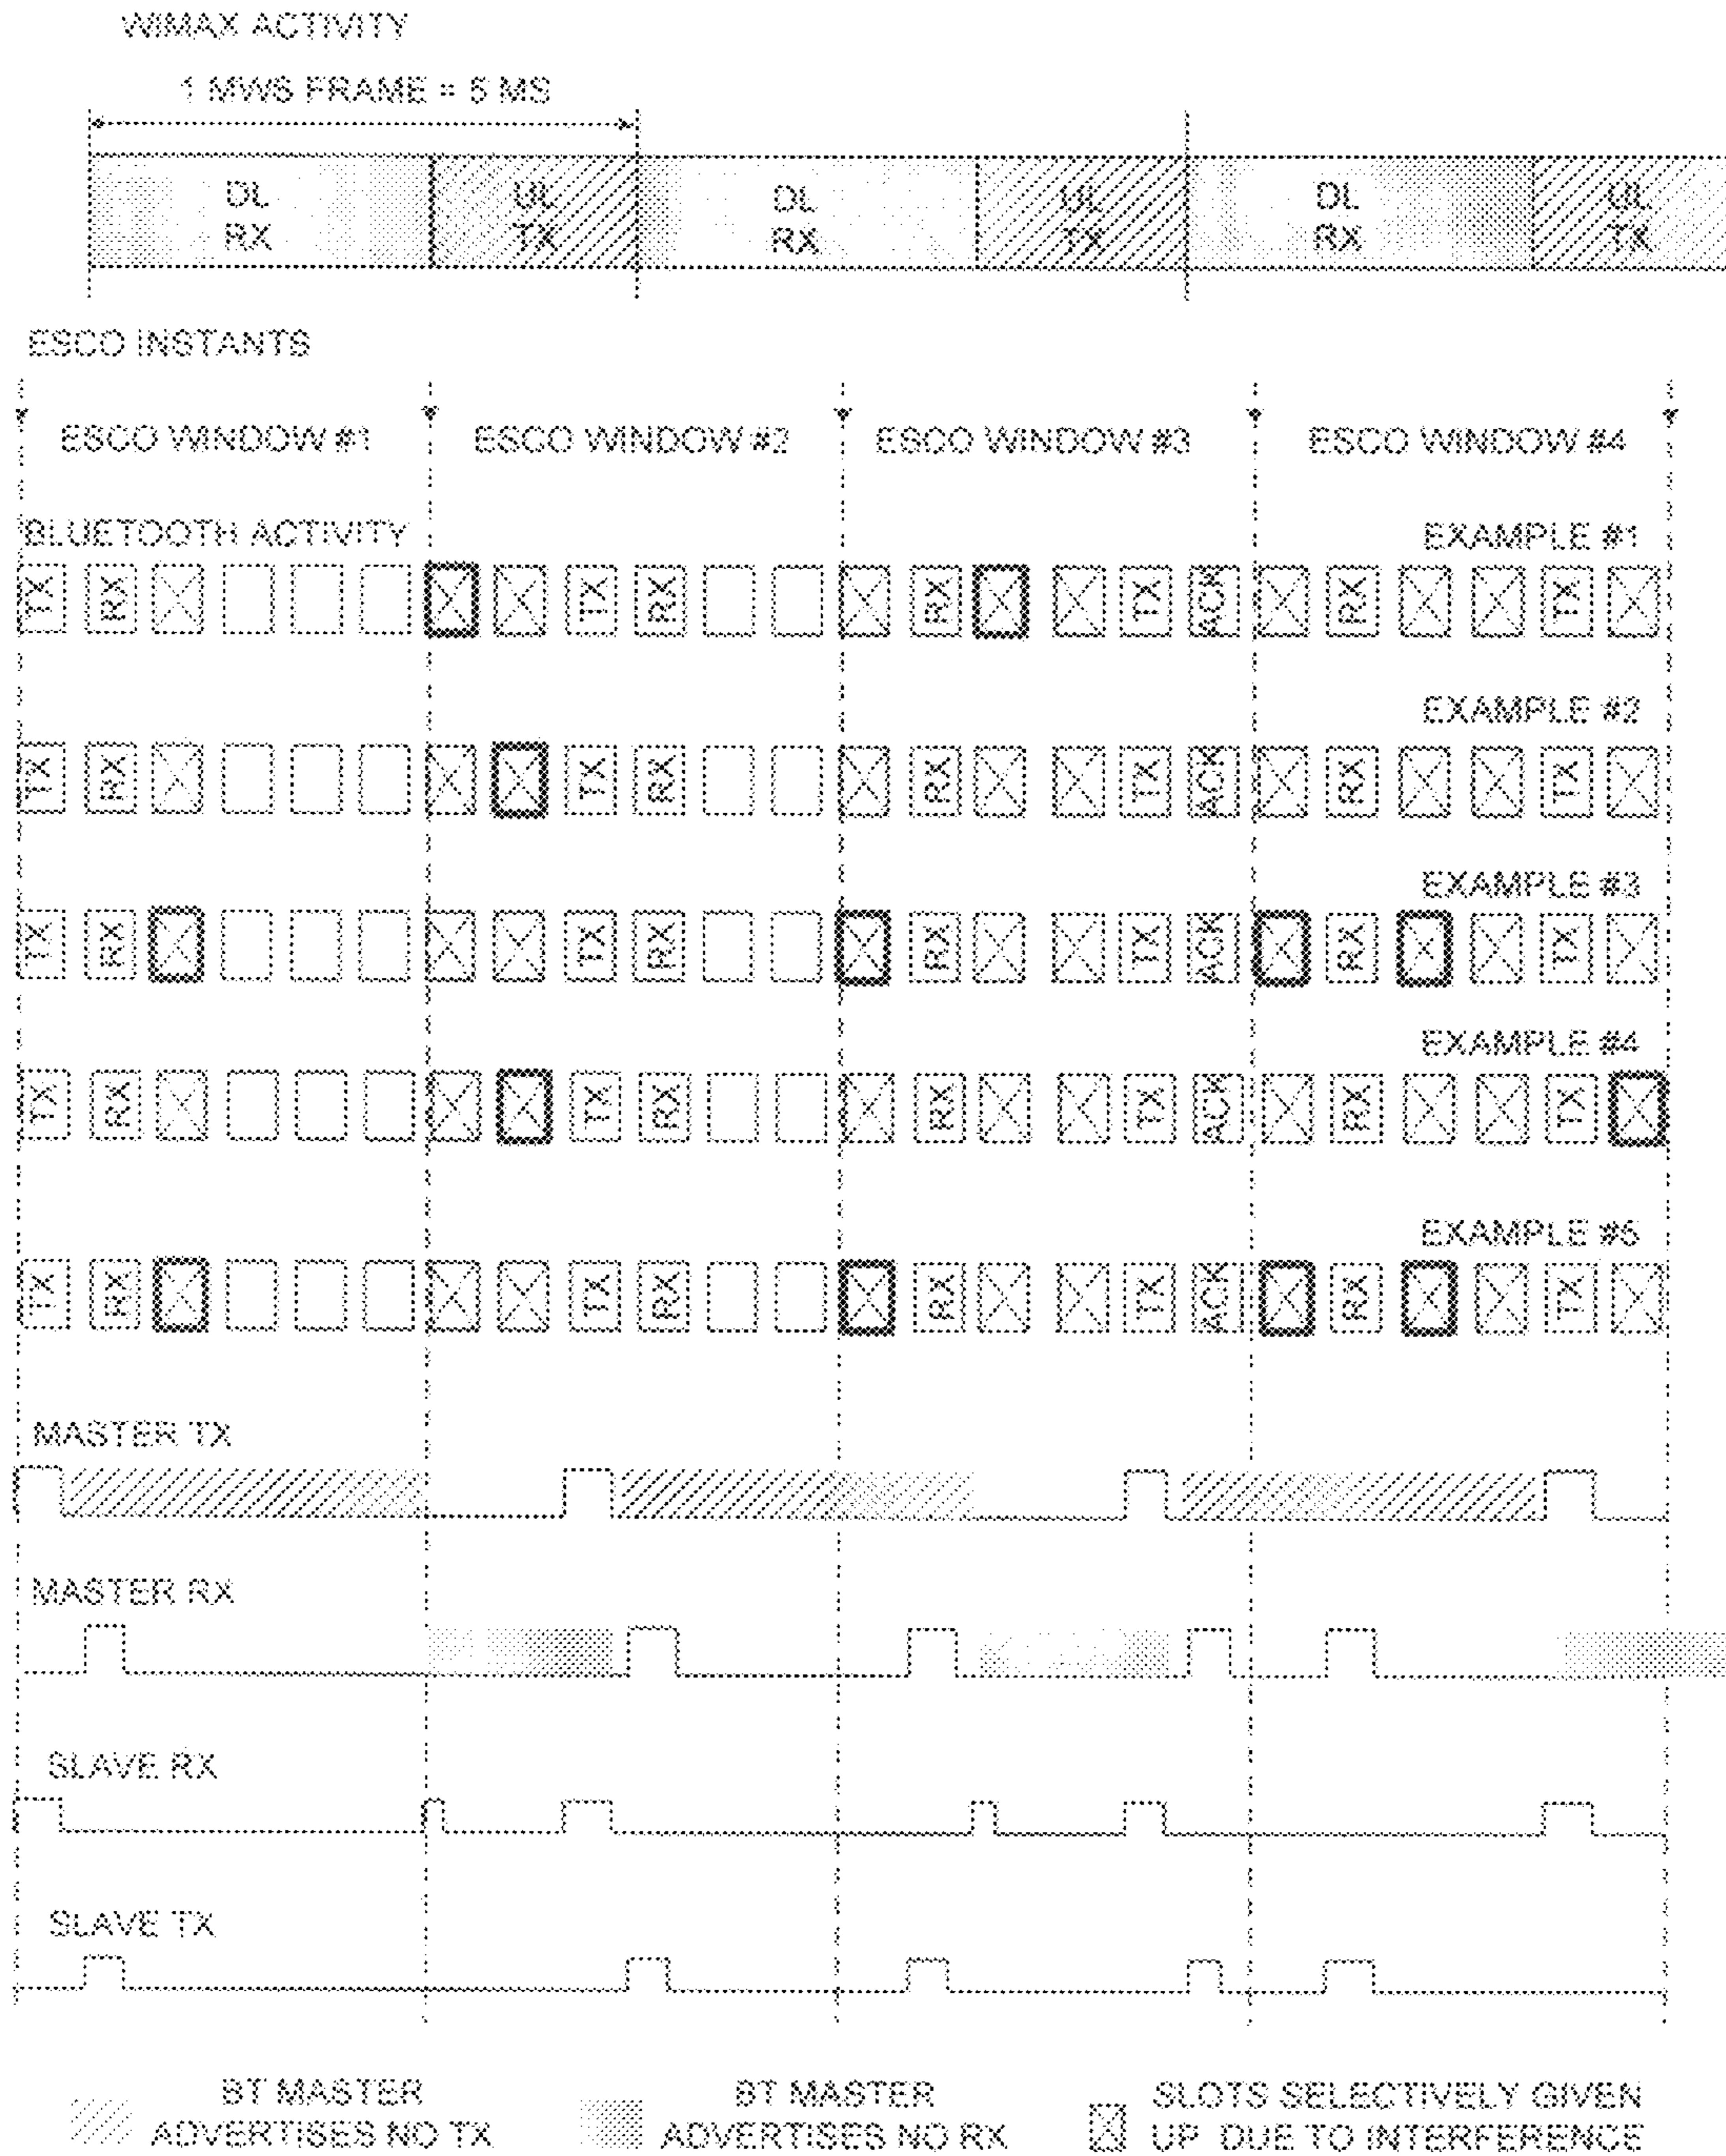 WIMAX ACTIVITY
1 MWS FRAME = 5 MS
DL UL DL UL DL UL
RX TX RX TX RX TX
ESCO INSTANTS
ESCO WINDOW #1 ESCO WINDOW #2 ESCO WINDOW #3 ESCO WINDOW #4
BLUETOOTH ACTIVITY EXAMPLE #1
TX RX TX RX RX TX ACK RX TX
EXAMPLE #2
TX RX TX RX RX TX ACK RX TX
EXAMPLE #3
TX RX TX RX RX TX ACK RX TX
EXAMPLE #4
TX RX TX RX RX TX ACK RX TX
EXAMPLE #5
TX RX TX RX RX TX ACK RX TX
MASTER TX
MASTER RX
SLAVE RX
SLAVE TX
BT MASTER
ADVERTISES NO TX
BT MASTER
ADVERTISES NO RX
SLOTS SELECTIVELY GIVEN
UP DUE TO INTERFERENCE